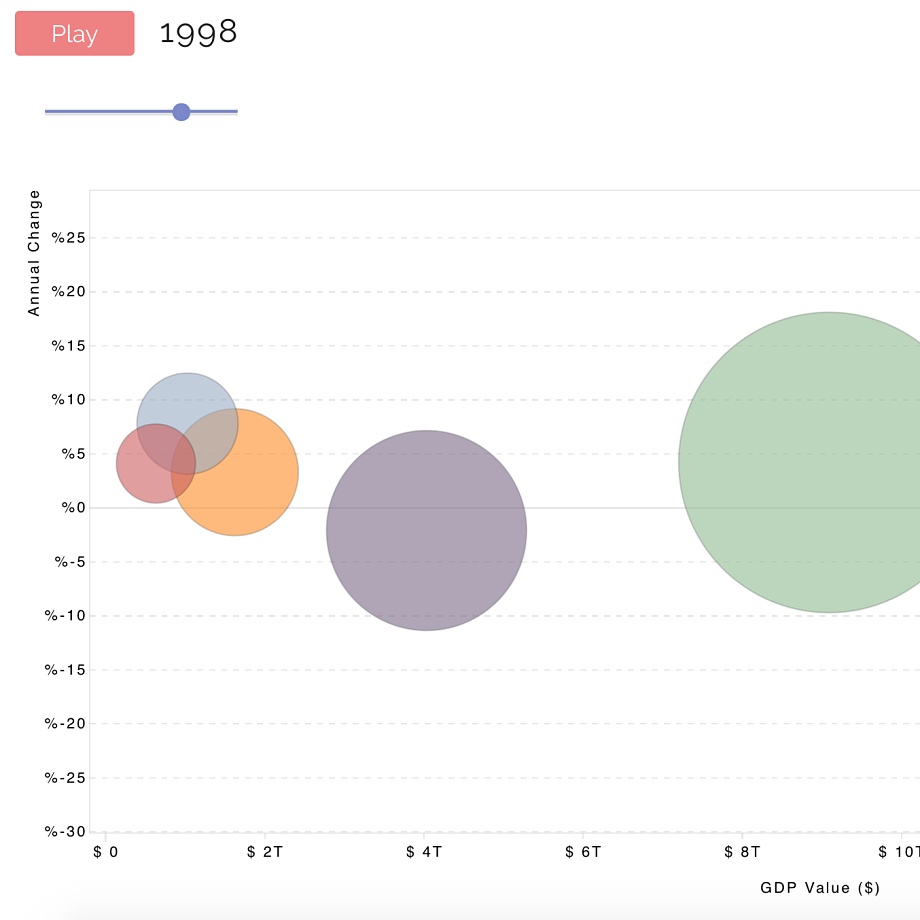 Play
1998
Annual Change
%25
%20
%15
%10
%5
%0
%-5
%-10
%-15
%-20
%-25
%-30
$ 0
$ 2T
$ 4T
$ 6T
$ 8T
$ 10T
GDP Value ($)